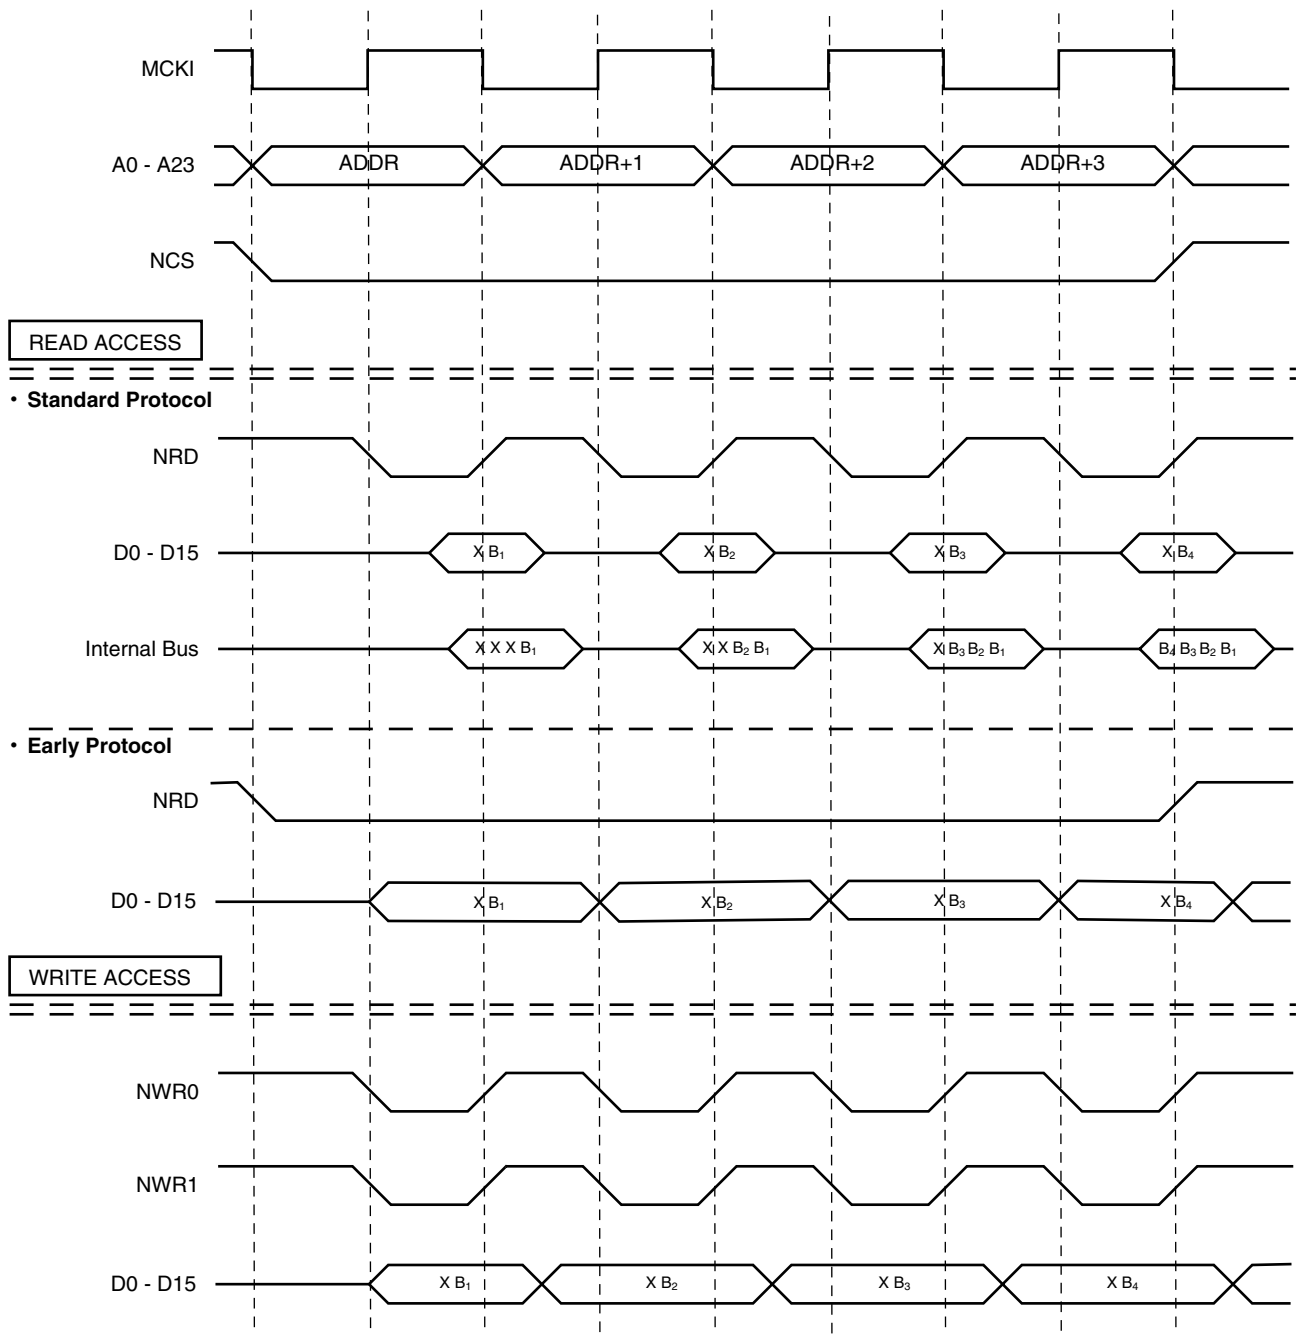 MCKI
A0 - A23 ADDR ADDR+1 ADDR+2 ADDR+3
NCS
READ ACCESS
• Standard Protocol
NRD
D0 - D15 X B₁ X B₂ X B₃ X B₄
Internal Bus X X X B₁ X X B₂ B₁ X B₃ B₂ B₁ B₄ B₃ B₂ B₁
• Early Protocol
NRD
D0 - D15 X B₁ X B₂ X B₃ X B₄
WRITE ACCESS
NWR0
NWR1
D0 - D15 X B₁ X B₂ X B₃ X B₄